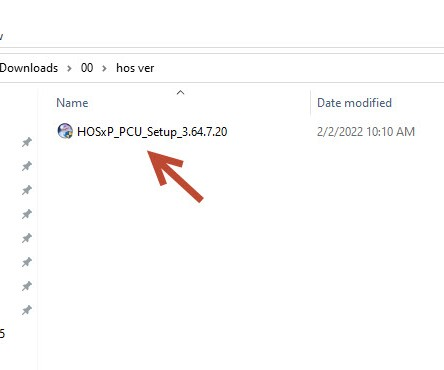 Downloads > 00 > hos ver
Name Date modified
HOSxP_PCU_Setup_3.64.7.20 2/2/2022 10:10 AM
5